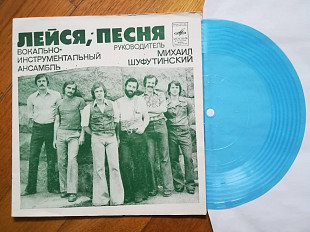 ЛЕЙСЯ, ПЕСНЯ
ВОКАЛЬНО-
ИНСТРУМЕНТАЛЬНЫЙ
АНСАМБЛЬ
РУКОВОДИТЕЛЬ
МИХАИЛ
ШУФУТИНСКИЙ